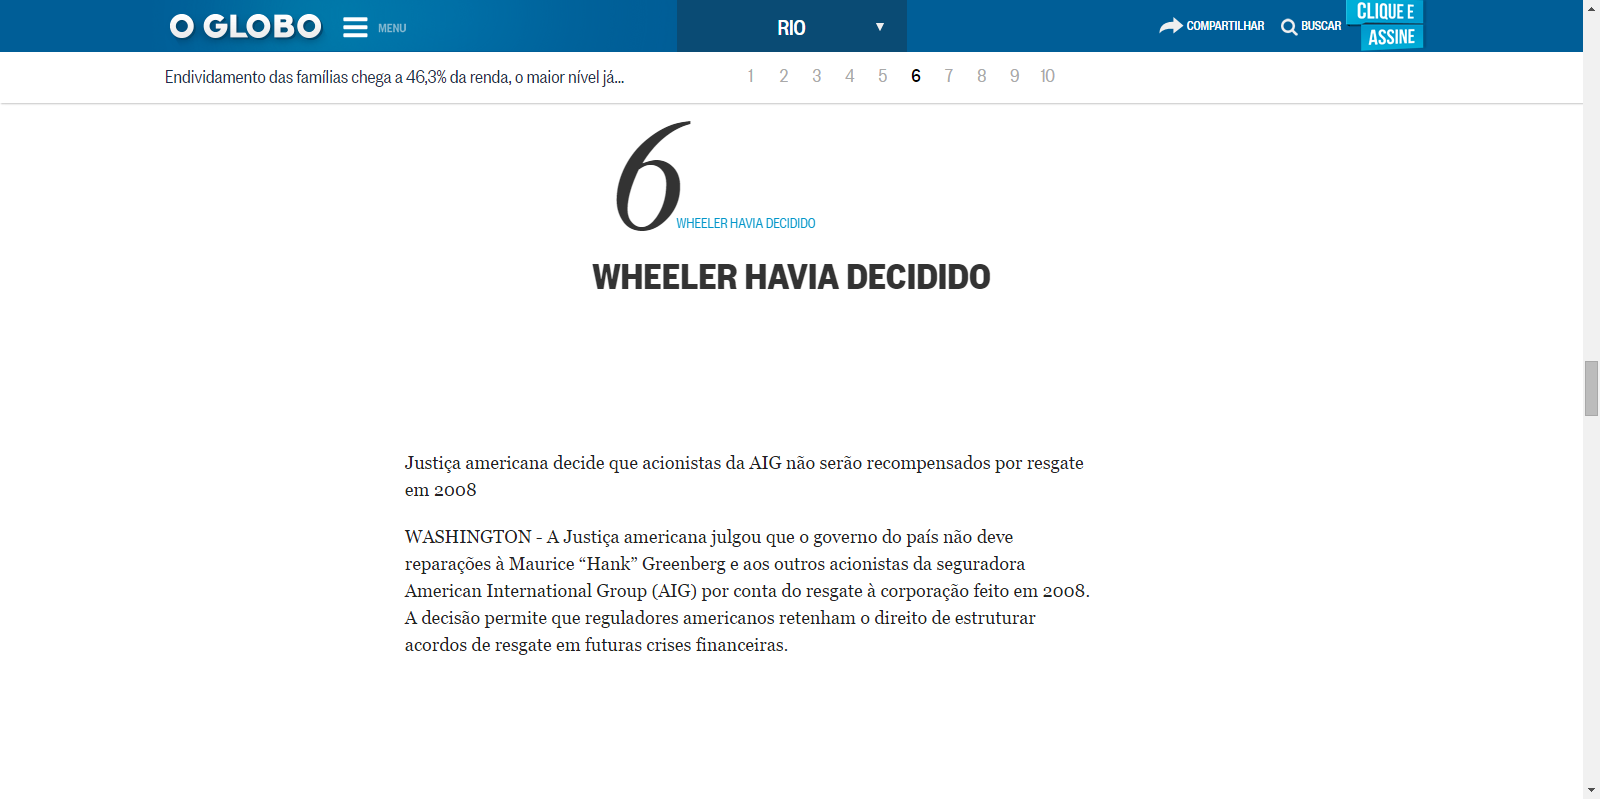 O GLOBO MENU RIO COMPARTILHAR BUSCAR CLIQUE E ASSINE
Endividamento das famílias chega a 46,3% da renda, o maior nível já... 1 2 3 4 5 6 7 8 9 10
6
WHEELER HAVIA DECIDIDO
WHEELER HAVIA DECIDIDO
Justiça americana decide que acionistas da AIG não serão recompensados por resgate
em 2008
WASHINGTON - A Justiça americana julgou que o governo do país não deve
reparações à Maurice “Hank” Greenberg e aos outros acionistas da seguradora
American International Group (AIG) por conta do resgate à corporação feito em 2008.
A decisão permite que reguladores americanos retenham o direito de estruturar
acordos de resgate em futuras crises financeiras.